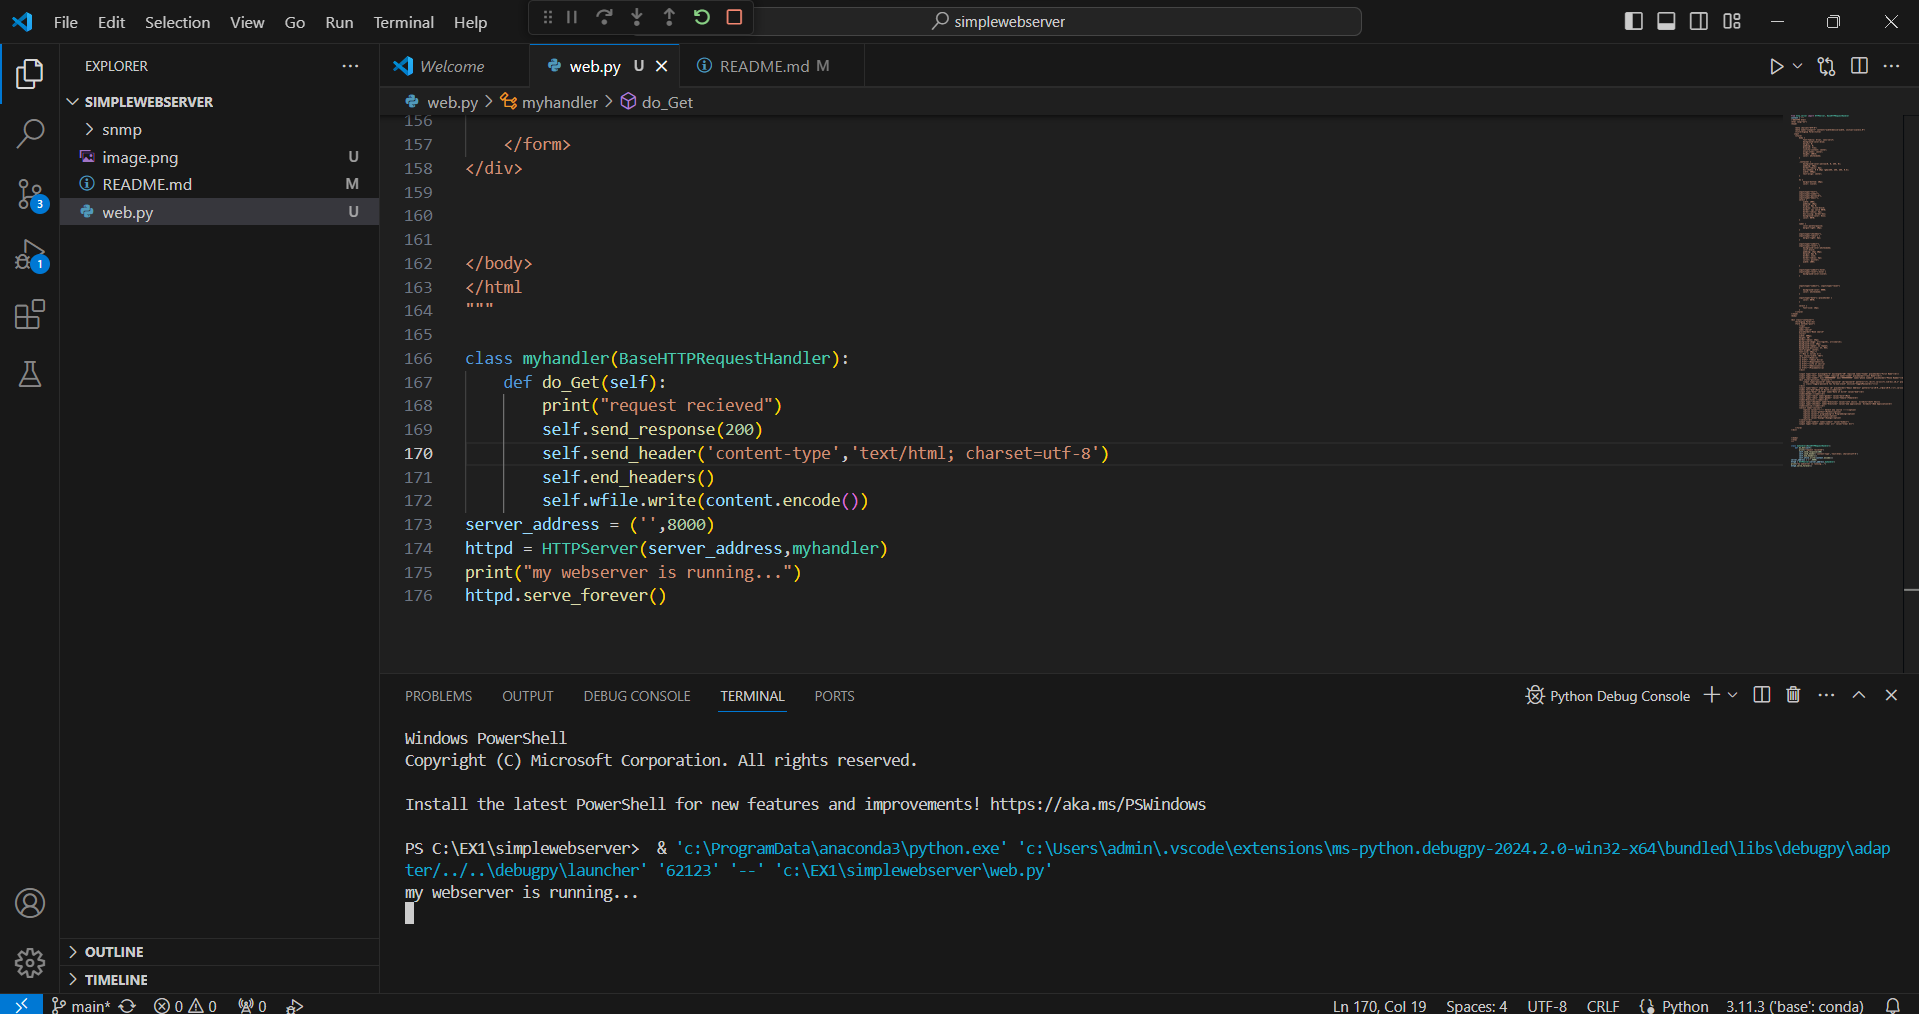 File Edit Selection View Go Run Terminal Help simplewebserver
EXPLORER
SIMPLEWEBSERVER
snmp
image.png U
README.md M
web.py U
3
1
OUTLINE
TIMELINE
Welcome web.py U README.md M
web.py > myhandler > do_Get
156
157 </form>
158 </div>
159
160
161
162 </body>
163 </html
164 """
165
166 class myhandler(BaseHTTPRequestHandler):
167 def do_Get(self):
168 print("request recieved")
169 self.send_response(200)
170 self.send_header('content-type','text/html; charset=utf-8')
171 self.end_headers()
172 self.wfile.write(content.encode())
173 server_address = ('',8000)
174 httpd = HTTPServer(server_address,myhandler)
175 print("my webserver is running...")
176 httpd.serve_forever()
PROBLEMS OUTPUT DEBUG CONSOLE TERMINAL PORTS Python Debug Console
Windows PowerShell
Copyright (C) Microsoft Corporation. All rights reserved.
Install the latest PowerShell for new features and improvements! https://aka.ms/PSWindows
PS C:\EX1\simplewebserver> & 'c:\ProgramData\anaconda3\python.exe' 'c:\Users\admin\.vscode\extensions\ms-python.debugpy-2024.2.0-win32-x64\bundled\libs\debugpy\adap
ter/../..\debugpy\launcher' '62123' '--' 'c:\EX1\simplewebserver\web.py'
my webserver is running...
main* 0 0 0 Ln 170, Col 19 Spaces: 4 UTF-8 CRLF Python 3.11.3 ('base': conda)